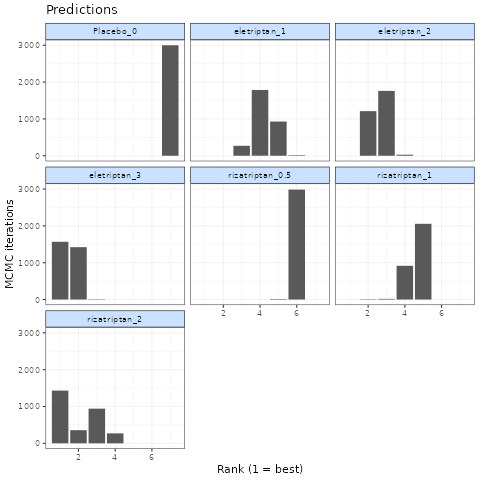 Predictions
Placebo_0 eletriptan_1 eletriptan_2
3000
2000
1000
0
eletriptan_3 rizatriptan_0.5 rizatriptan_1
3000
2000
1000
0
2 4 6 2 4 6
rizatriptan_2
3000
2000
1000
0
2 4 6
MCMC iterations
Rank (1 = best)